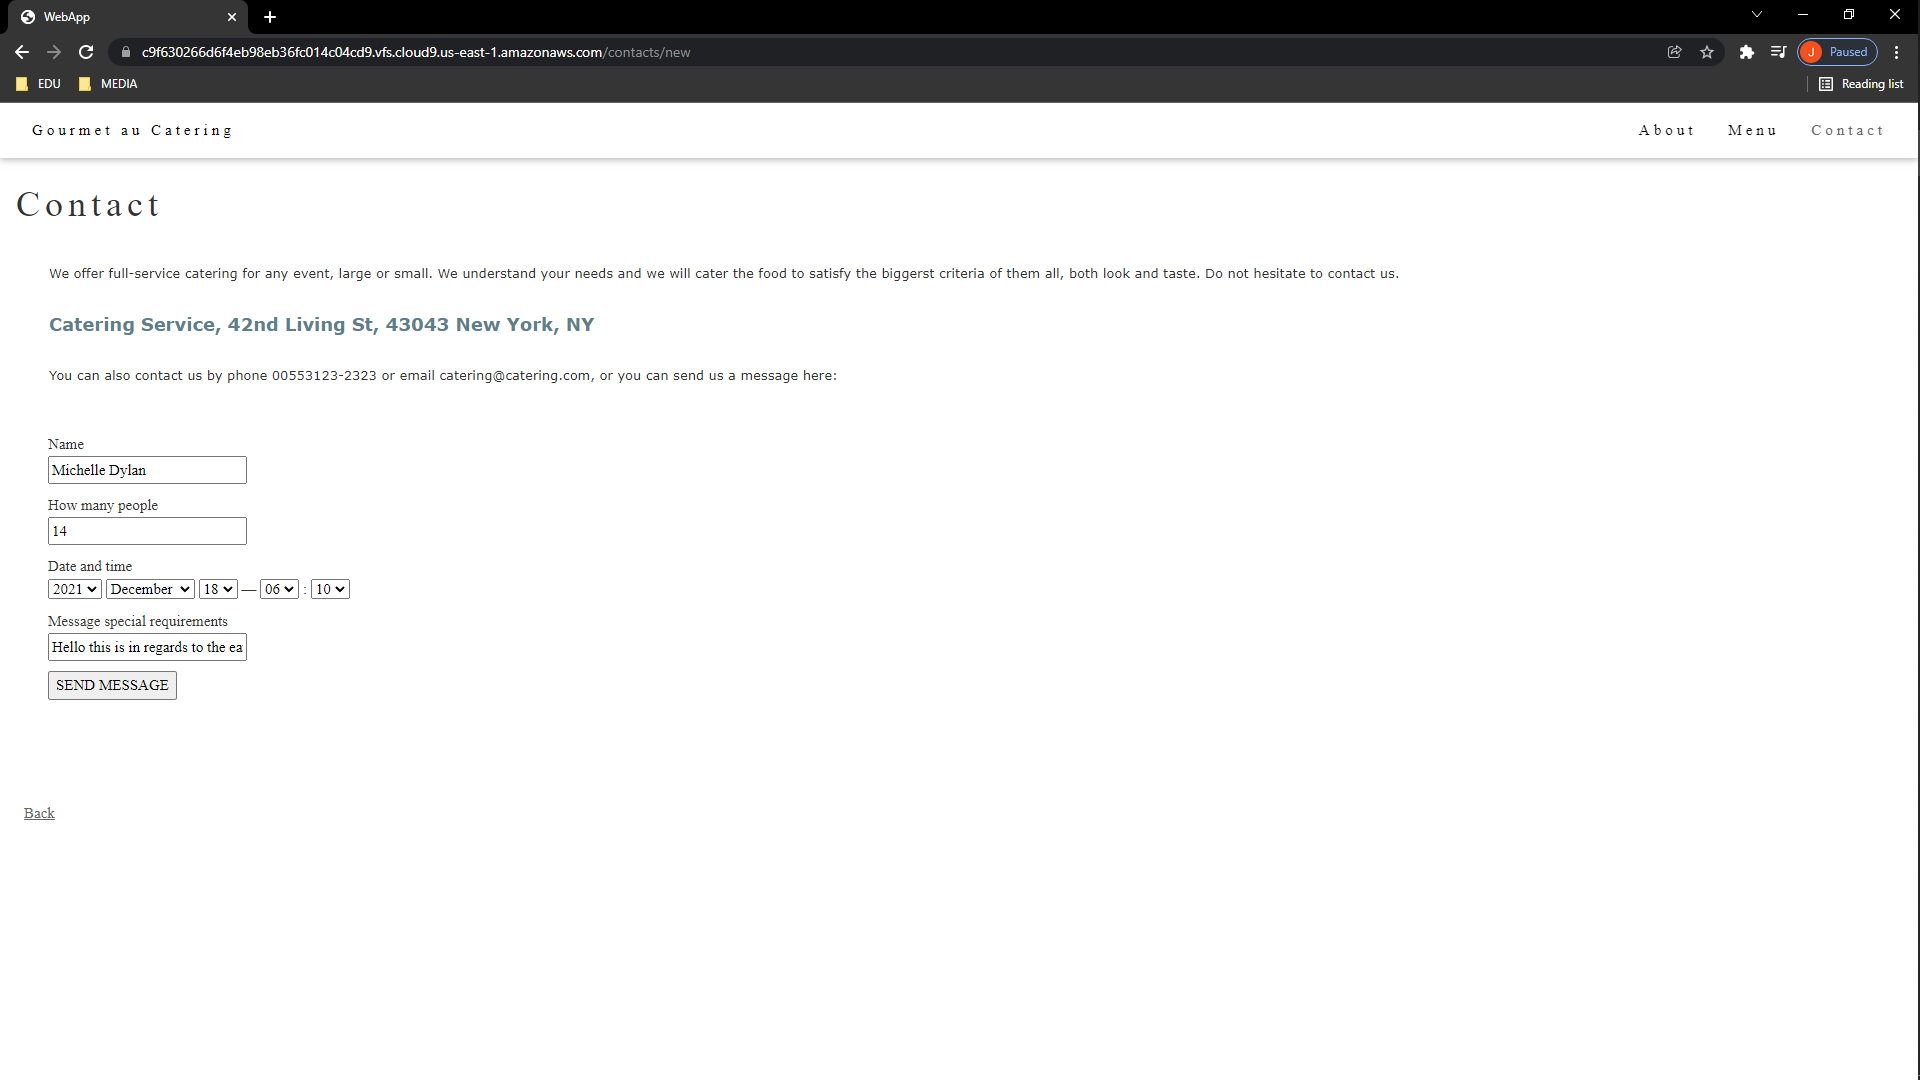 WebApp
c9f630266d6f4eb98eb36fc014c04cd9.vfs.cloud9.us-east-1.amazonaws.com/contacts/new
J Paused
EDU MEDIA
Reading list
Gourmet au Catering
About Menu Contact
Contact
We offer full-service catering for any event, large or small. We understand your needs and we will cater the food to satisfy the biggerst criteria of them all, both look and taste. Do not hesitate to contact us.
Catering Service, 42nd Living St, 43043 New York, NY
You can also contact us by phone 00553123-2323 or email catering@catering.com, or you can send us a message here:
Name
Michelle Dylan
How many people
14
Date and time
2021 December 18 — 06 : 10
Message special requirements
Hello this is in regards to the ea
SEND MESSAGE
Back